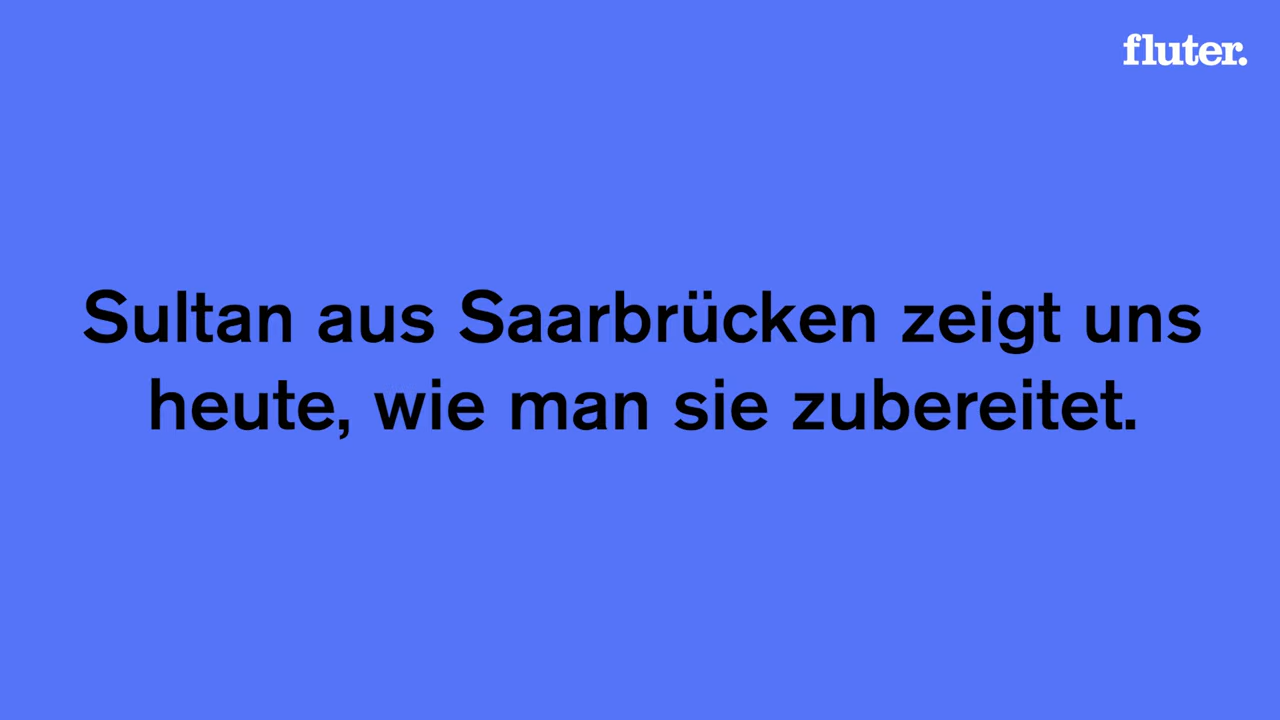 fluter.
Sultan aus Saarbrücken zeigt uns
heute, wie man sie zubereitet.